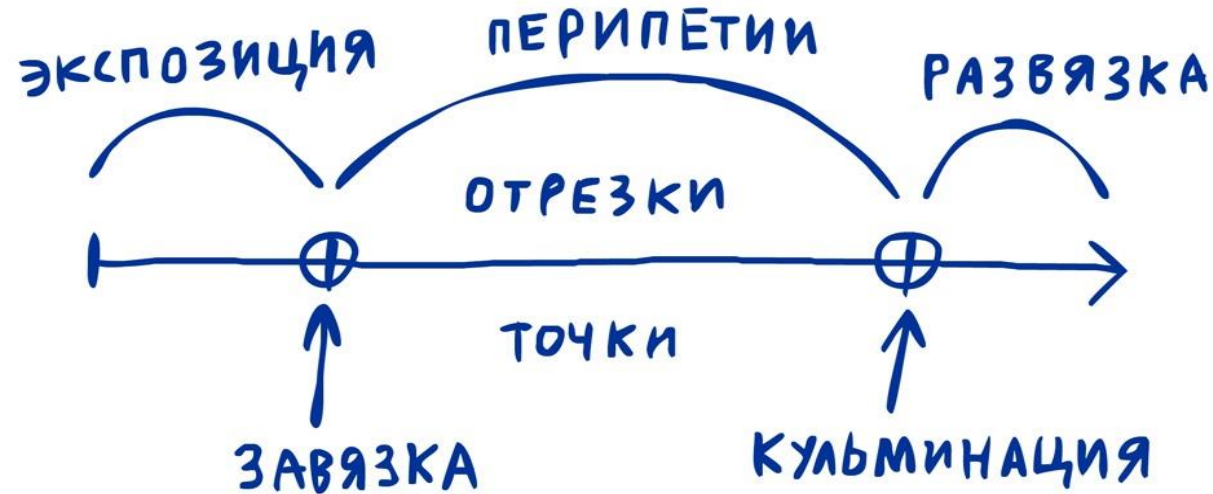 ЭКСПОЗИЦИЯ
ПЕРИПЕТИИ
РАЗВЯЗКА
ОТРЕЗКИ
ТОЧКИ
ЗАВЯЗКА
КУЛЬМИНАЦИЯ